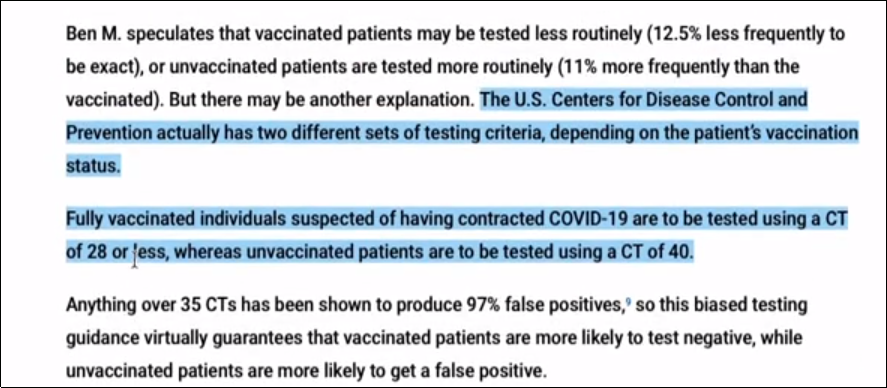 Ben M. speculates that vaccinated patients may be tested less routinely (12.5% less frequently to
be exact), or unvaccinated patients are tested more routinely (11% more frequently than the
vaccinated). But there may be another explanation. The U.S. Centers for Disease Control and
Prevention actually has two different sets of testing criteria, depending on the patient's vaccination
status.
Fully vaccinated individuals suspected of having contracted COVID-19 are to be tested using a CT
of 28 or less, whereas unvaccinated patients are to be tested using a CT of 40.
Anything over 35 CTs has been shown to produce 97% false positives,⁹ so this biased testing
guidance virtually guarantees that vaccinated patients are more likely to test negative, while
unvaccinated patients are more likely to get a false positive.